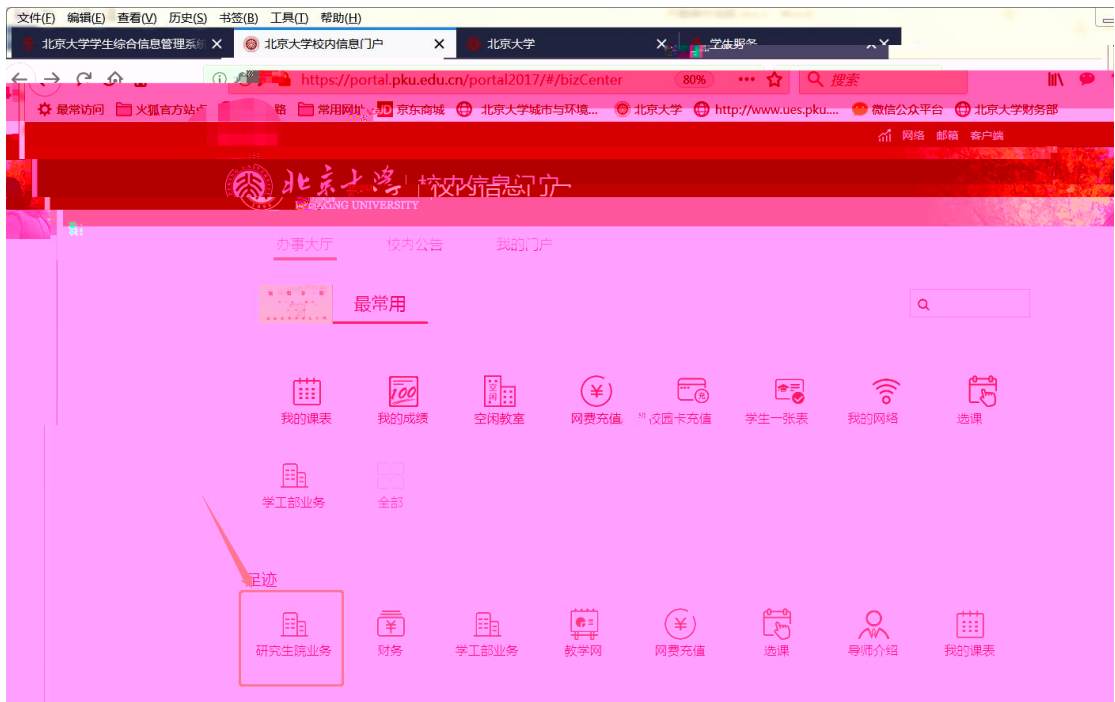 文件(F) 编辑(E) 查看(V) 历史(S) 书签(B) 工具(T) 帮助(H)
北京大学学生综合信息管理系统 北京大学校内信息门户 北京大学
https://portal.pku.edu.cn/portal2017/#/bizCenter 80% 搜索
最常访问 火狐官方站点 常用网址 JD 京东商城 北京大学城市与环境... 北京大学 http://www.ues.pku.... 微信公众平台 北京大学财务部
网络 邮箱 客户端
北京大学 校内信息门户
PEKING UNIVERSITY
办事大厅 校内公告 我的门户
最常用
100 空闲
我的课表 我的成绩 空闲教室 网费充值 校园卡充值 学生一张表 我的网络 选课
学工部业务 全部
足迹
研究生院业务 财务 学工部业务 教学网 网费充值 选课 导师介绍 我的课表